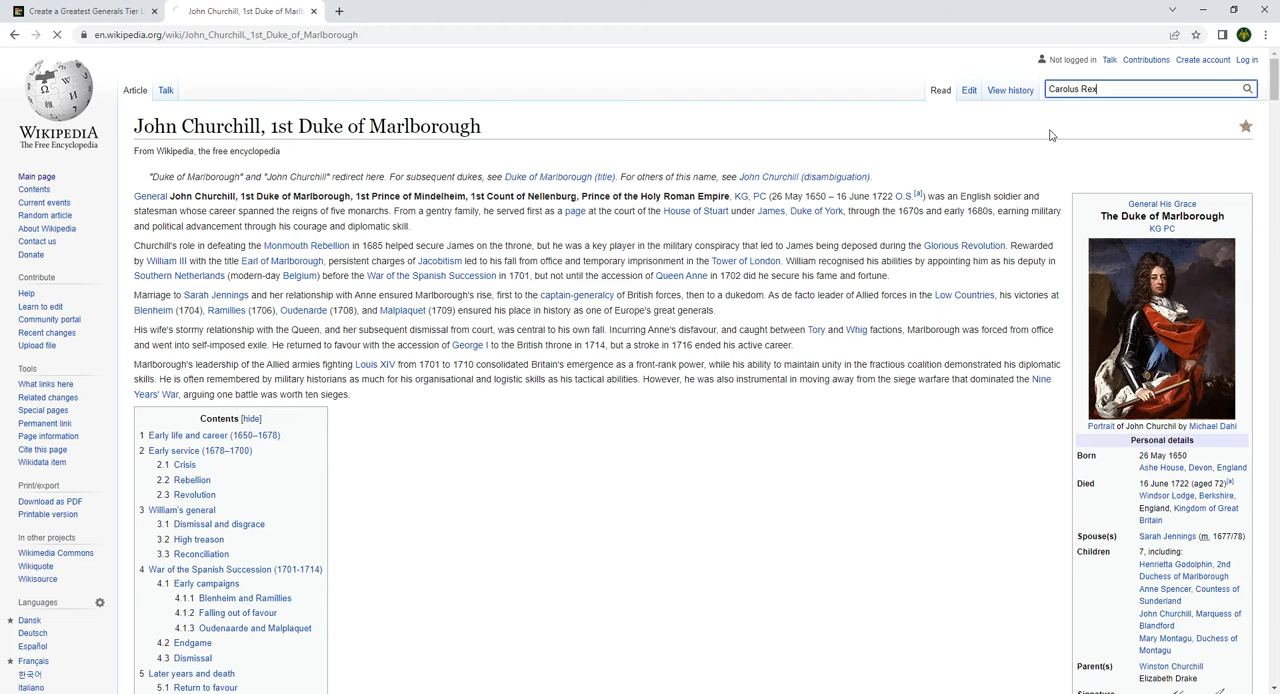 Create a Greatest Generals Tier
John Churchill, 1st Duke of Marl
en.wikipedia.org/wiki/John_Churchill,_1st_Duke_of_Marlborough
Not logged in Talk Contributions Create account Log in
Article Talk Read Edit View history Carolus Rex
WIKIPEDIA
The Free Encyclopedia
Main page
Contents
Current events
Random article
About Wikipedia
Contact us
Donate
Contribute
Help
Learn to edit
Community portal
Recent changes
Upload file
Tools
What links here
Related changes
Special pages
Permanent link
Page information
Cite this page
Wikidata item
Print/export
Download as PDF
Printable version
In other projects
Wikimedia Commons
Wikiquote
Wikisource
Languages
Dansk
Deutsch
Español
Français
한국어
Italiano
John Churchill, 1st Duke of Marlborough
From Wikipedia, the free encyclopedia
"Duke of Marlborough" and "John Churchill" redirect here. For subsequent dukes, see Duke of Marlborough (title). For others of this name, see John Churchill (disambiguation).
General John Churchill, 1st Duke of Marlborough, 1st Prince of Mindelheim, 1st Count of Nellenburg, Prince of the Holy Roman Empire, KG, PC (26 May 1650 – 16 June 1722 O.S.[a]) was an English soldier and
statesman whose career spanned the reigns of five monarchs. From a gentry family, he served first as a page at the court of the House of Stuart under James, Duke of York, through the 1670s and early 1680s, earning military
and political advancement through his courage and diplomatic skill.
Churchill's role in defeating the Monmouth Rebellion in 1685 helped secure James on the throne, but he was a key player in the military conspiracy that led to James being deposed during the Glorious Revolution. Rewarded
by William III with the title Earl of Marlborough, persistent charges of Jacobitism led to his fall from office and temporary imprisonment in the Tower of London. William recognised his abilities by appointing him as his deputy in
Southern Netherlands (modern-day Belgium) before the War of the Spanish Succession in 1701, but not until the accession of Queen Anne in 1702 did he secure his fame and fortune.
Marriage to Sarah Jennings and her relationship with Anne ensured Marlborough's rise, first to the captain-generalcy of British forces, then to a dukedom. As de facto leader of Allied forces in the Low Countries, his victories at
Blenheim (1704), Ramillies (1706), Oudenarde (1708), and Malplaquet (1709) ensured his place in history as one of Europe's great generals.
His wife's stormy relationship with the Queen, and her subsequent dismissal from court, was central to his own fall. Incurring Anne's disfavour, and caught between Tory and Whig factions, Marlborough was forced from office
and went into self-imposed exile. He returned to favour with the accession of George I to the British throne in 1714, but a stroke in 1716 ended his active career.
Marlborough's leadership of the Allied armies fighting Louis XIV from 1701 to 1710 consolidated Britain's emergence as a front-rank power, while his ability to maintain unity in the fractious coalition demonstrated his diplomatic
skills. He is often remembered by military historians as much for his organisational and logistic skills as his tactical abilities. However, he was also instrumental in moving away from the siege warfare that dominated the Nine
Years' War, arguing one battle was worth ten sieges.
Contents [hide]
1 Early life and career (1650–1678)
2 Early service (1678–1700)
2.1 Crisis
2.2 Rebellion
2.3 Revolution
3 William's general
3.1 Dismissal and disgrace
3.2 High treason
3.3 Reconciliation
4 War of the Spanish Succession (1701-1714)
4.1 Early campaigns
4.1.1 Blenheim and Ramillies
4.1.2 Falling out of favour
4.1.3 Oudenaarde and Malplaquet
4.2 Endgame
4.3 Dismissal
5 Later years and death
5.1 Return to favour
General His Grace
The Duke of Marlborough
KG PC
Portrait of John Churchil by Michael Dahl
Personal details
Born 26 May 1650
Ashe House, Devon, England
Died 16 June 1722 (aged 72)[a]
Windsor Lodge, Berkshire,
England, Kingdom of Great
Britain
Spouse(s) Sarah Jennings (m. 1677/78)
Children 7, including:
Henrietta Godolphin, 2nd
Duchess of Marlborough
Anne Spencer, Countess of
Sunderland
John Churchill, Marquess of
Blandford
Mary Montagu, Duchess of
Montagu
Parent(s) Winston Churchill
Elizabeth Drake